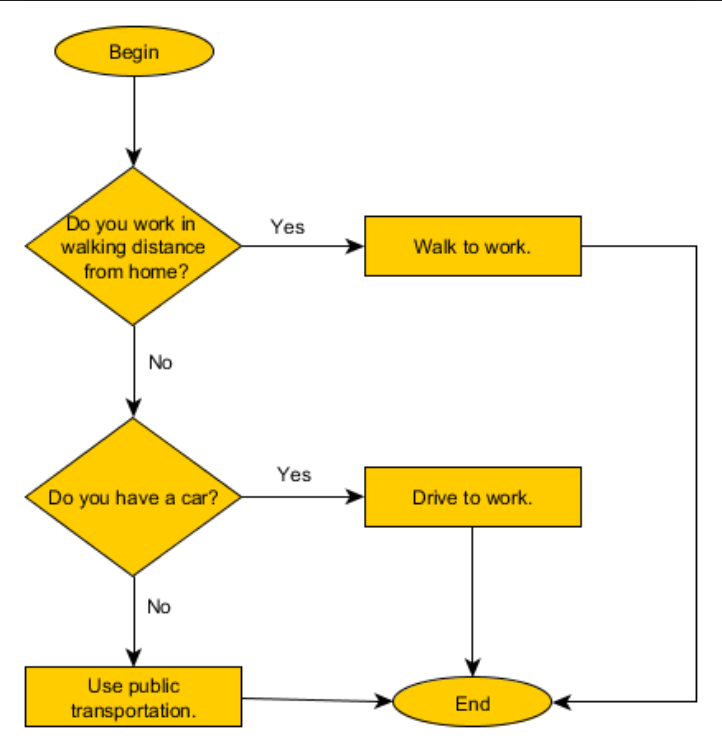 Begin
Do you work in
walking distance
from home?
Yes
Walk to work.
No
Do you have a car?
Yes
Drive to work.
No
Use public
transportation.
End